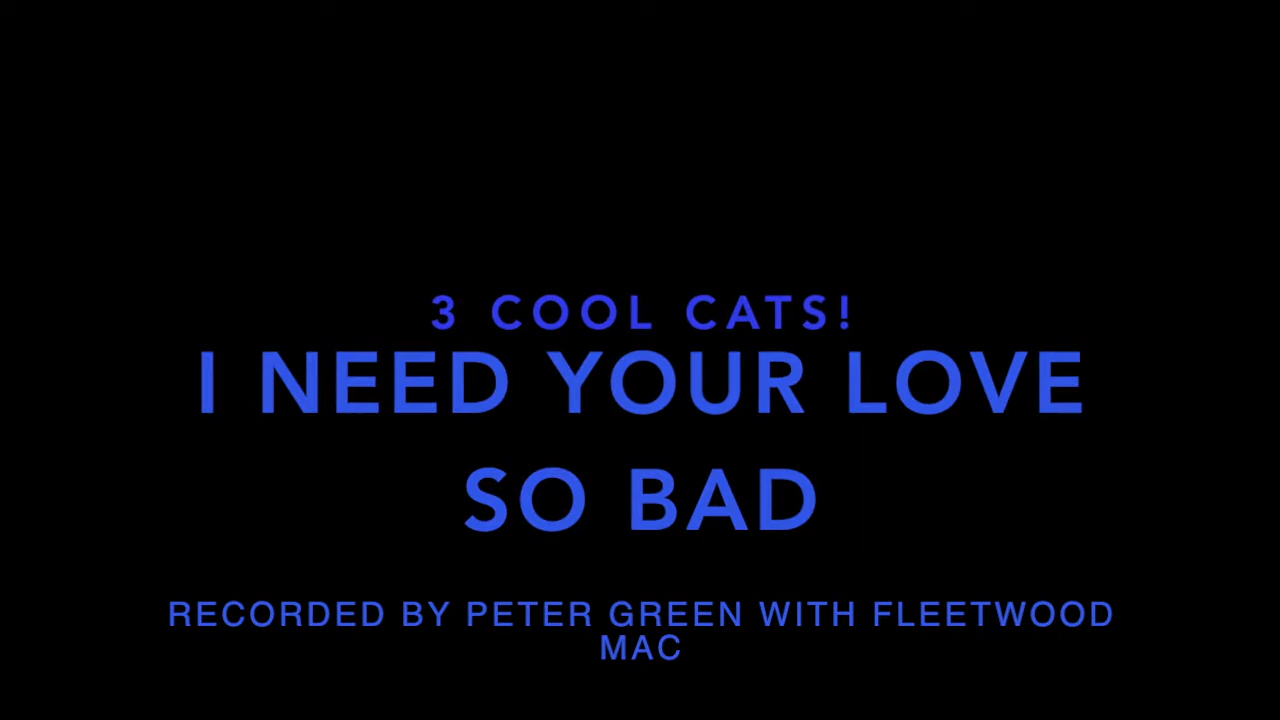 3 COOL CATS!
I NEED YOUR LOVE
SO BAD
RECORDED BY PETER GREEN WITH FLEETWOOD
MAC